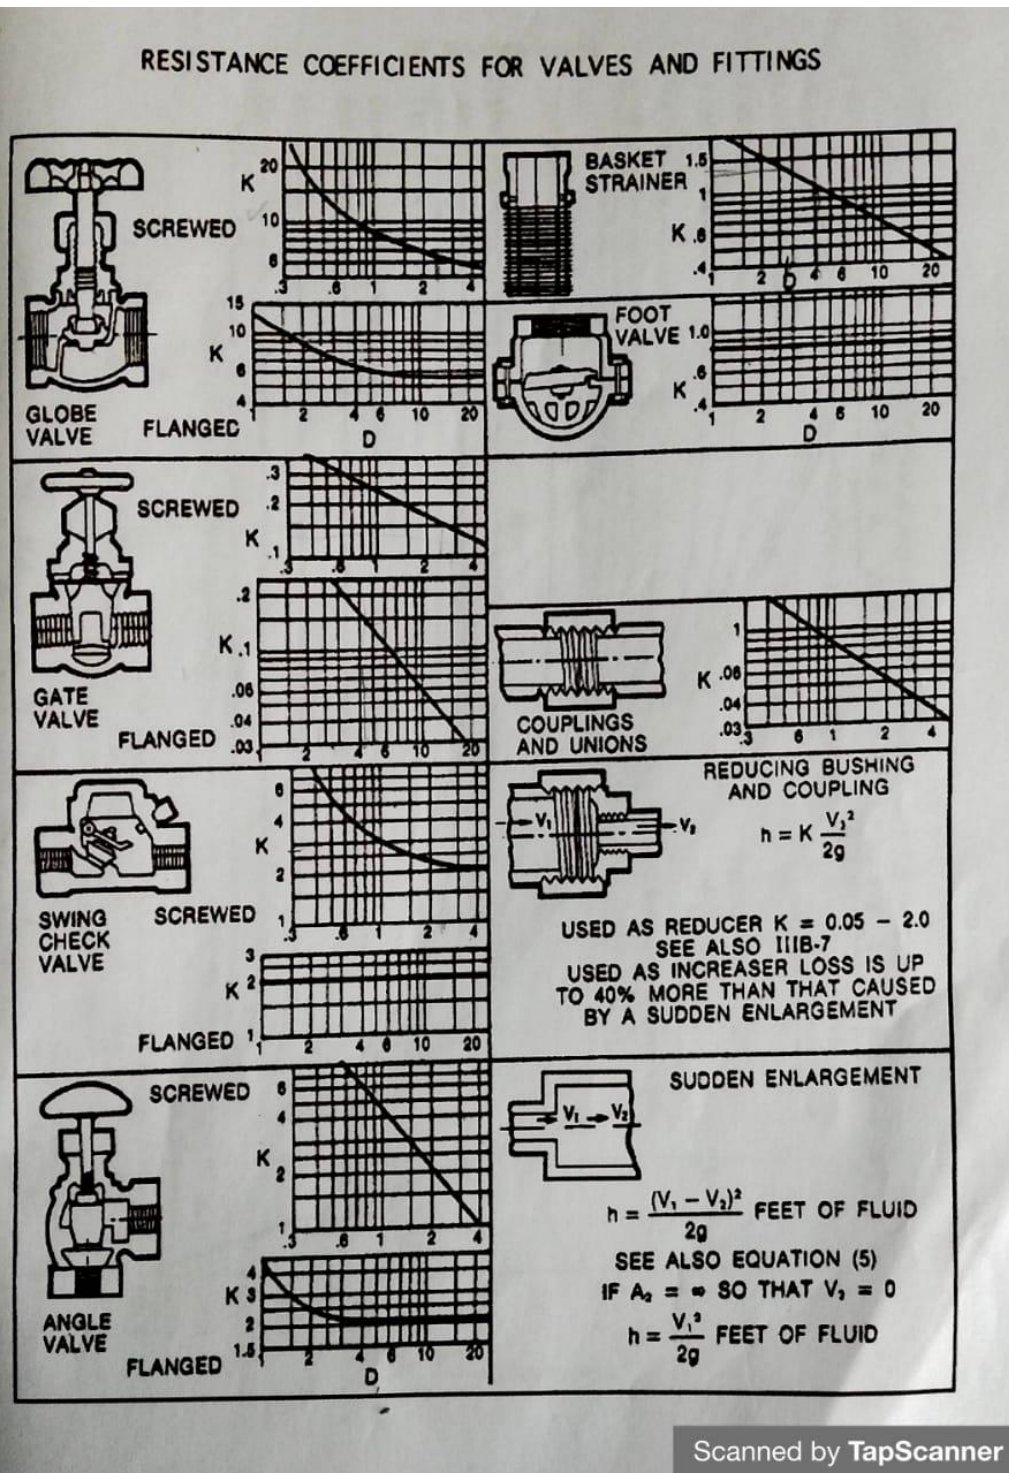 RESISTANCE COEFFICIENTS FOR VALVES AND FITTINGS
GLOBE
VALVE
SCREWED
K
20
10
6
.3 .6 1 2 4
FLANGED
K
15
10
6
4
1 2 4 6 10 20
D
BASKET
STRAINER
K
1.5
1
.6
.4
1 2 4 6 10 20
D
FOOT
VALVE
K
1.0
.6
.4
1 2 4 6 10 20
D
GATE
VALVE
SCREWED
K
.3
.2
.1
.3 .6 1 2 4
FLANGED
K
.2
.1
.06
.04
.03
2 4 6 10 20
COUPLINGS
AND UNIONS
K
1
.06
.04
.03
.3 6 1 2 4
SWING
CHECK
VALVE
SCREWED
K
6
4
2
1
.3 .6 1 2 4
FLANGED
K
3
2
1
1 2 4 6 10 20
REDUCING BUSHING
AND COUPLING
V₁ V₂
h = K V₂²/2g
USED AS REDUCER K = 0.05 – 2.0
SEE ALSO IIIB-7
USED AS INCREASER LOSS IS UP
TO 40% MORE THAN THAT CAUSED
BY A SUDDEN ENLARGEMENT
ANGLE
VALVE
SCREWED
K
6
4
2
1
.3 .6 1 2 4
FLANGED
K
4
3
2
1.5
1 2 4 6 10 20
D
SUDDEN ENLARGEMENT
V₁ V₂
h = (V₁ – V₂)²/2g FEET OF FLUID
SEE ALSO EQUATION (5)
IF A₂ = ∞ SO THAT V₂ = 0
h = V₁²/2g FEET OF FLUID
Scanned by TapScanner